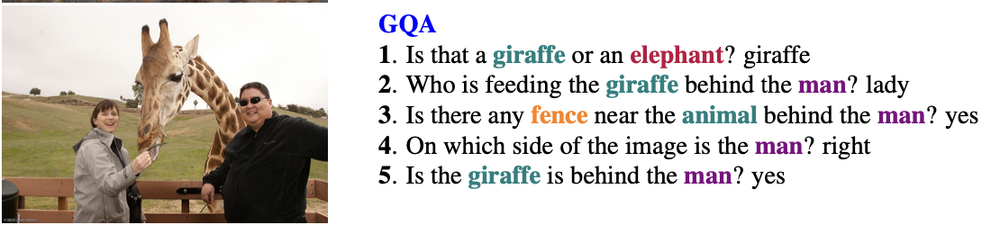 GQA
1. Is that a giraffe or an elephant? giraffe
2. Who is feeding the giraffe behind the man? lady
3. Is there any fence near the animal behind the man? yes
4. On which side of the image is the man? right
5. Is the giraffe is behind the man? yes